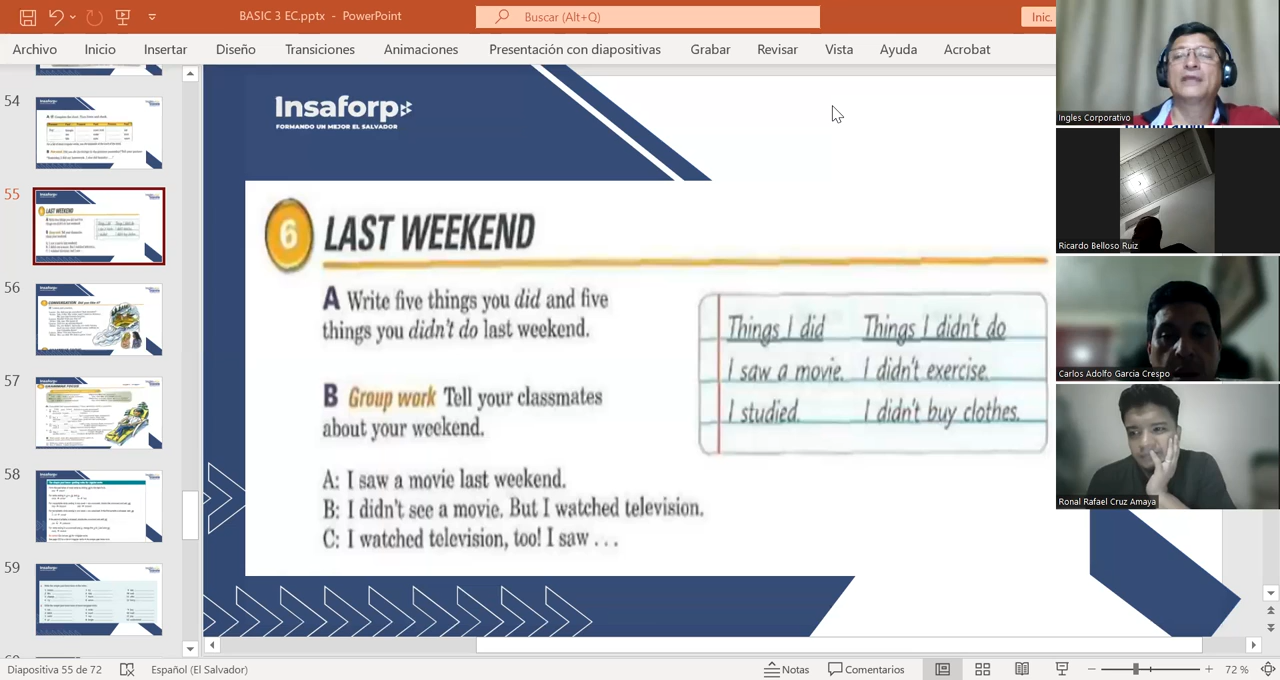 BASIC 3 EC.pptx - PowerPoint
Buscar (Alt+Q)
Inic.
Archivo Inicio Insertar Diseño Transiciones Animaciones Presentación con diapositivas Grabar Revisar Vista Ayuda Acrobat
54
55
56
57
58
59
Insaforp
FORMANDO UN MEJOR EL SALVADOR
6 LAST WEEKEND
A Write five things you did and five
things you didn't do last weekend.
B Group work Tell your classmates
about your weekend.
A: I saw a movie last weekend.
B: I didn't see a movie. But I watched television.
C: I watched television, too! I saw . . .
Things I did Things I didn't do
I saw a movie. I didn't exercise.
I studied. I didn't buy clothes.
Ingles Corporativo
Ricardo Belloso Ruiz
Carlos Adolfo Garcia Crespo
Ronal Rafael Cruz Amaya
Diapositiva 55 de 72 Español (El Salvador) Notas Comentarios 72 %